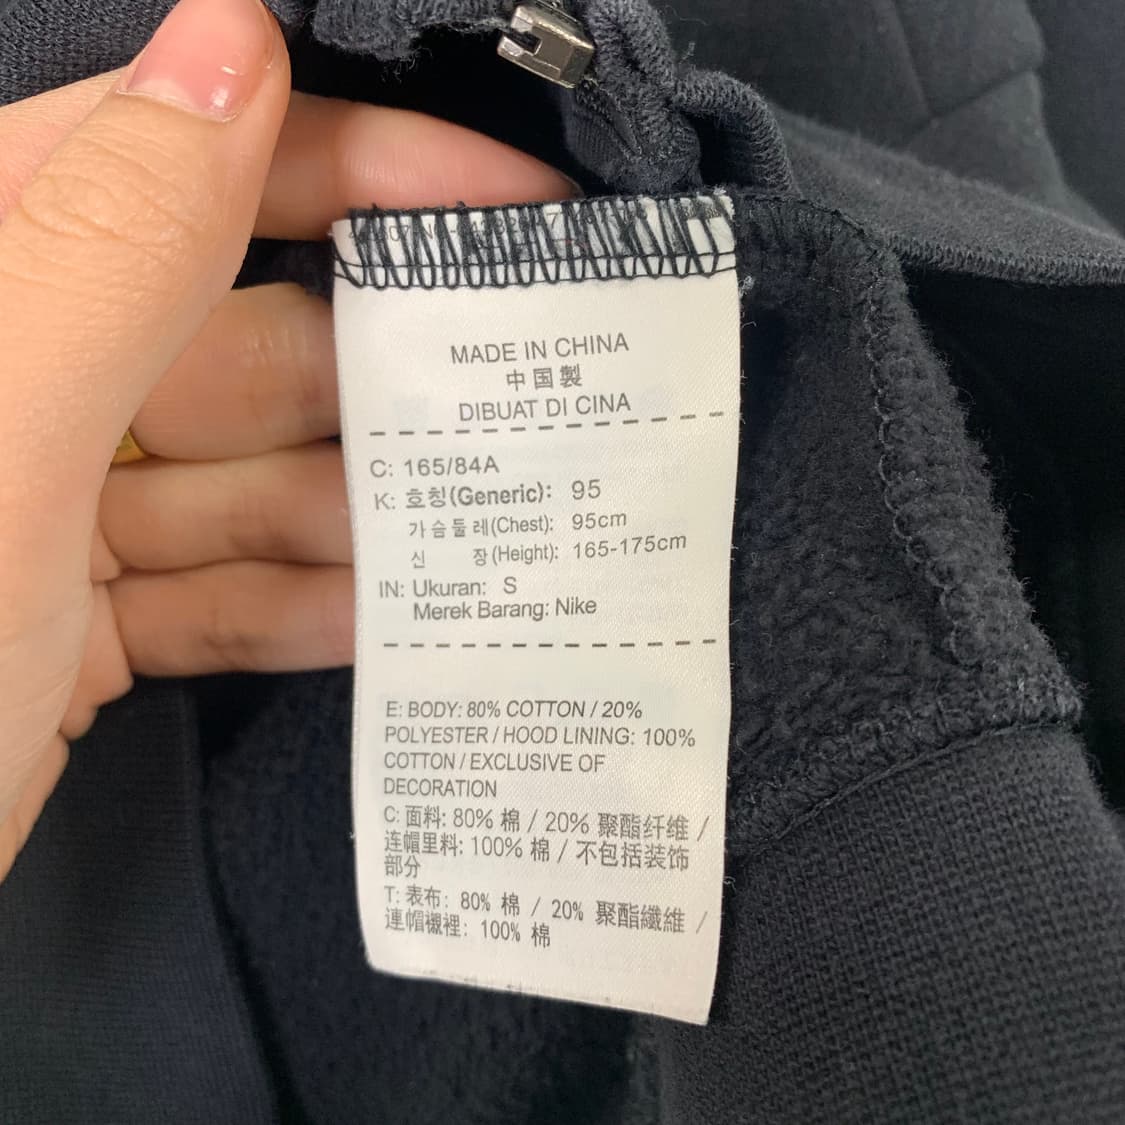 MADE IN CHINA
中国製
DIBUAT DI CINA
C: 165/84A
K: 호칭(Generic): 95
가슴둘레(Chest): 95cm
신 장(Height): 165-175cm
IN: Ukuran: S
Merek Barang: Nike
E: BODY: 80% COTTON / 20%
POLYESTER / HOOD LINING: 100%
COTTON / EXCLUSIVE OF
DECORATION
C: 面料: 80% 棉 / 20% 聚酯纤维 /
连帽里料: 100% 棉 / 不包括装饰
部分
T: 表布: 80% 棉 / 20% 聚酯纖維 /
連帽襯裡: 100% 棉